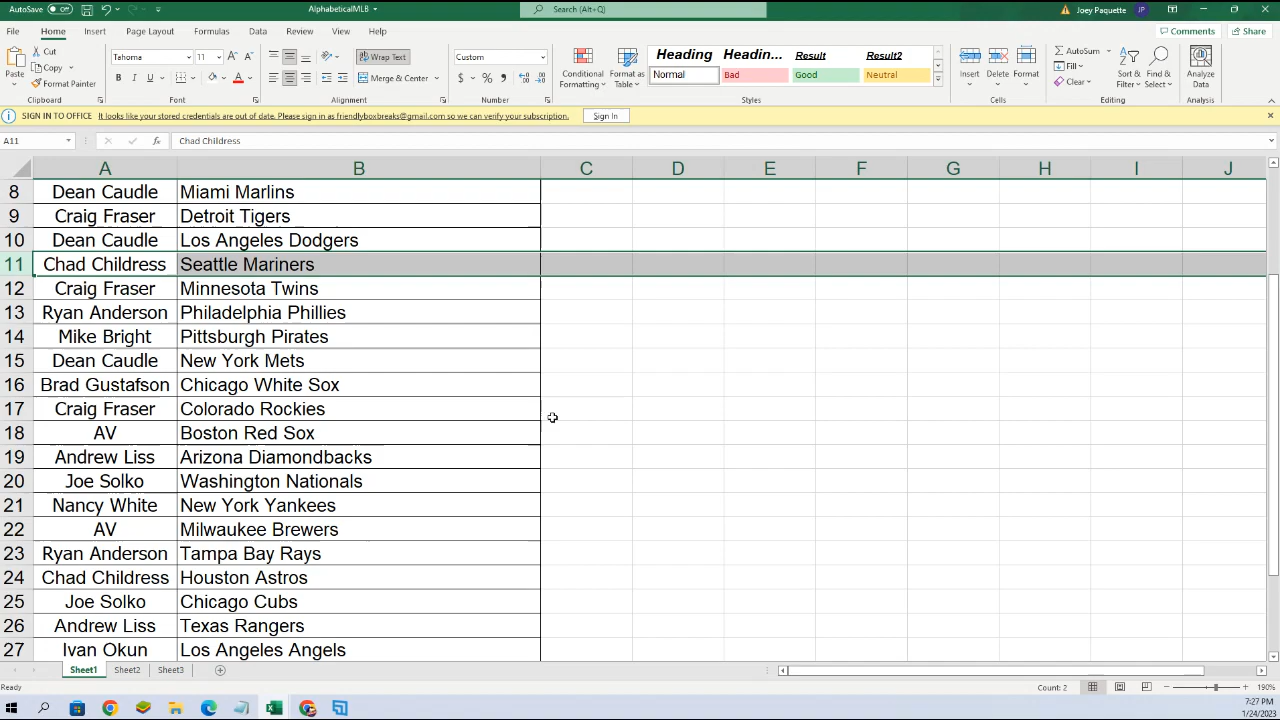 AutoSave Off AlphabeticalMLB Search (Alt+Q) Joey Paquette JP
File Home Insert Page Layout Formulas Data Review View Help Comments Share
Paste Cut Copy Format Painter Clipboard
Tahoma 11 B I U A Font
Wrap Text Merge & Center Alignment
Custom $ % , Number
Conditional Formatting Format as Table
Heading Headin... Result Result2
Normal Bad Good Neutral Styles
Insert Delete Format Cells
AutoSum Fill Clear Sort & Filter Find & Select Editing
Analyze Data Analysis
SIGN IN TO OFFICE It looks like your stored credentials are out of date. Please sign in as friendlyboxbreaks@gmail.com so we can verify your subscription. Sign In
A11 fx Chad Childress
A B C D E F G H I J
8 Dean Caudle Miami Marlins
9 Craig Fraser Detroit Tigers
10 Dean Caudle Los Angeles Dodgers
11 Chad Childress Seattle Mariners
12 Craig Fraser Minnesota Twins
13 Ryan Anderson Philadelphia Phillies
14 Mike Bright Pittsburgh Pirates
15 Dean Caudle New York Mets
16 Brad Gustafson Chicago White Sox
17 Craig Fraser Colorado Rockies
18 AV Boston Red Sox
19 Andrew Liss Arizona Diamondbacks
20 Joe Solko Washington Nationals
21 Nancy White New York Yankees
22 AV Milwaukee Brewers
23 Ryan Anderson Tampa Bay Rays
24 Chad Childress Houston Astros
25 Joe Solko Chicago Cubs
26 Andrew Liss Texas Rangers
27 Ivan Okun Los Angeles Angels
Sheet1 Sheet2 Sheet3
Ready Count: 2 190%
7:27 PM
1/24/2023